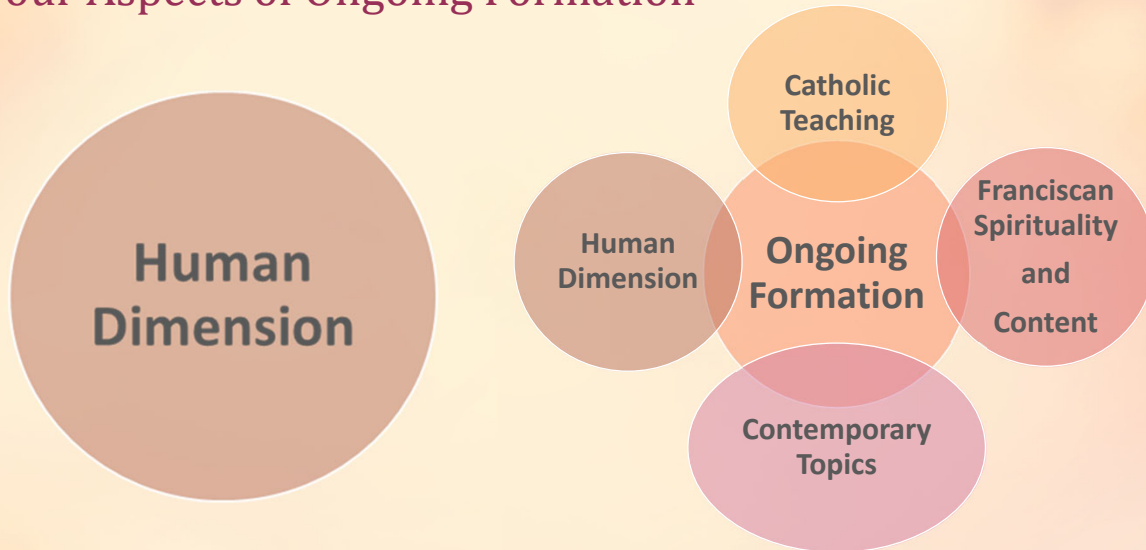 our Aspects of Ongoing Formation
Human
Dimension
Catholic
Teaching
Human
Dimension
Ongoing
Formation
Franciscan
Spirituality
and
Content
Contemporary
Topics